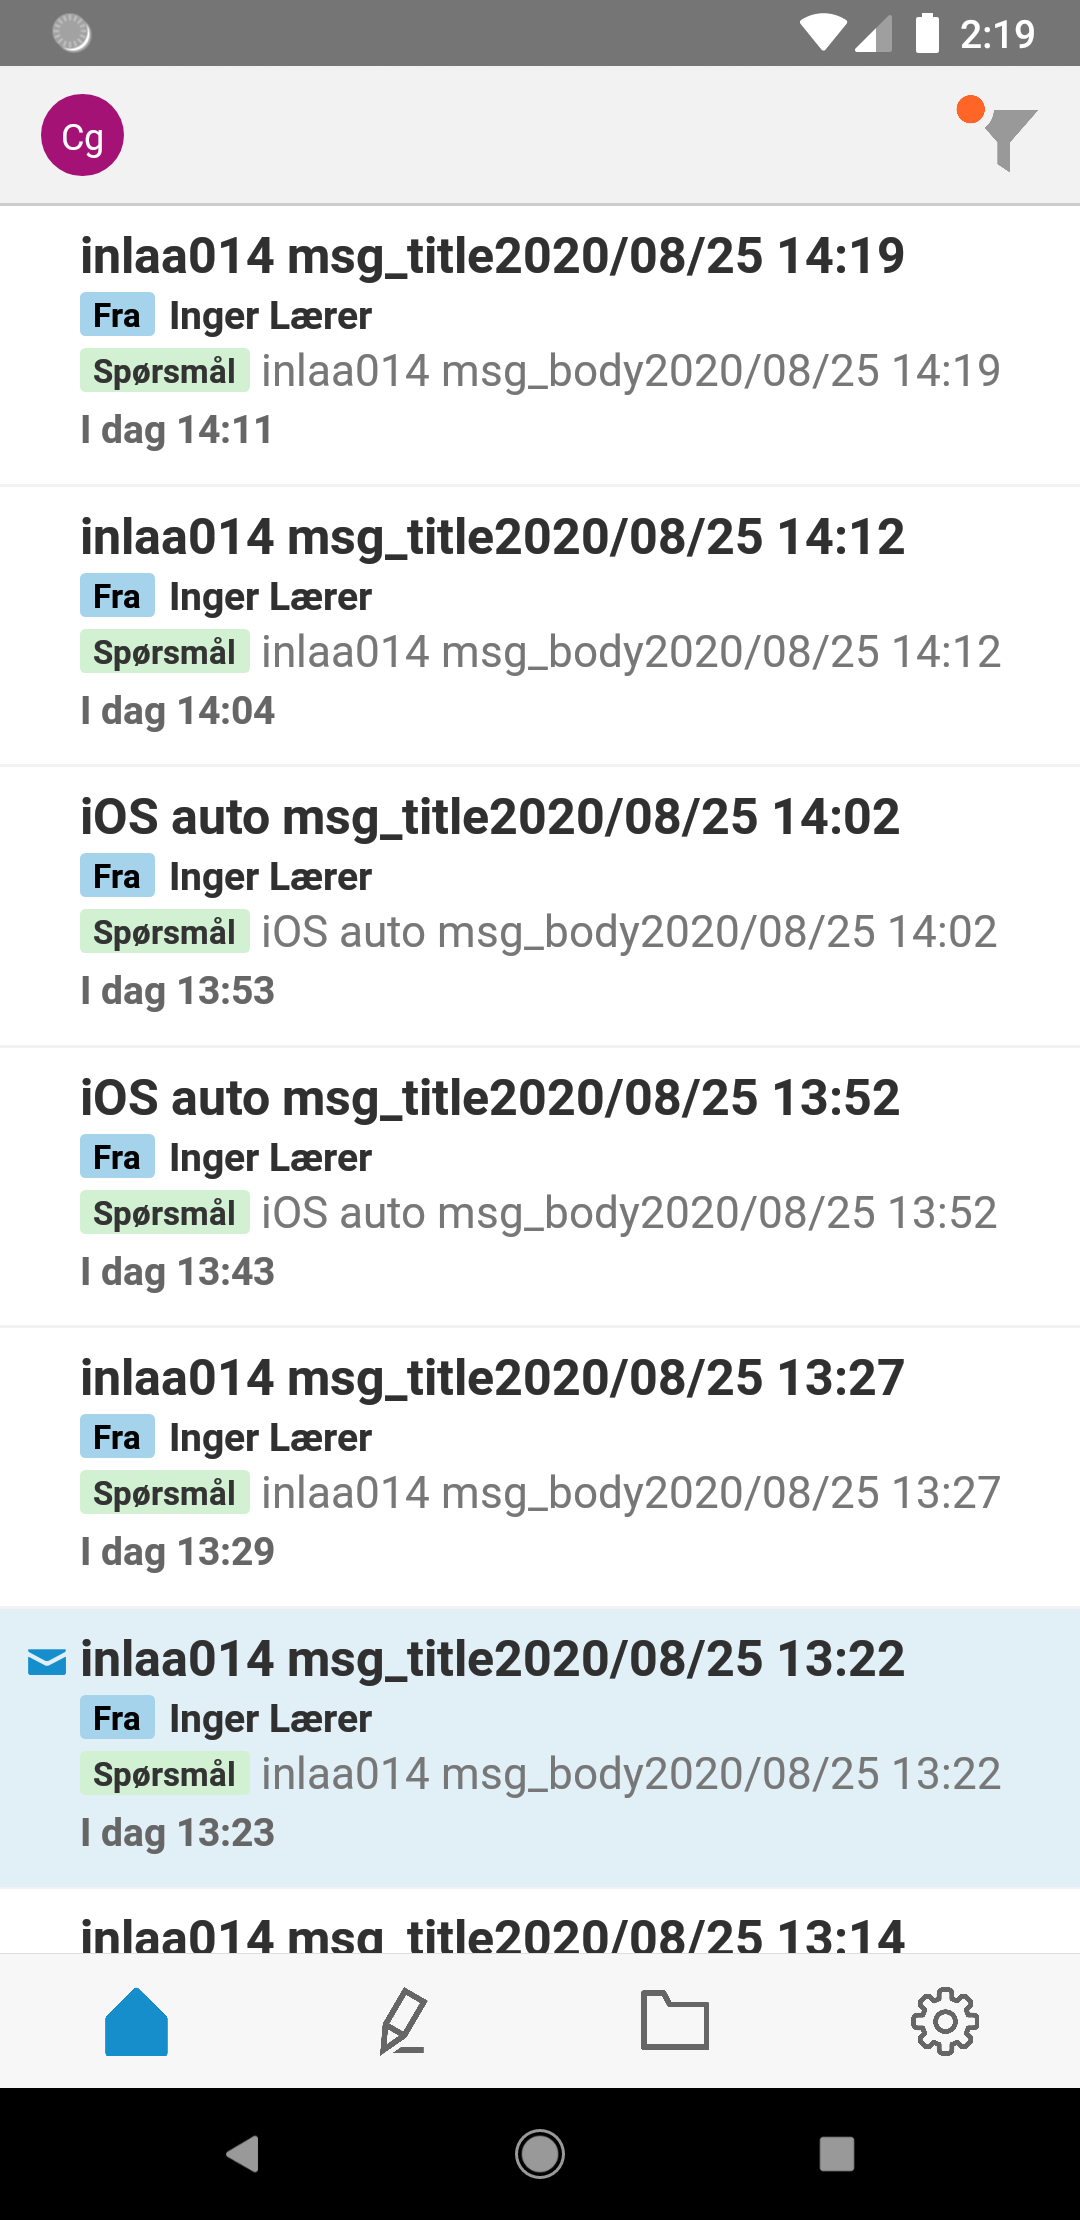 2:19
Cg
inlaa014 msg_title2020/08/25 14:19
Fra Inger Lærer
Spørsmål inlaa014 msg_body2020/08/25 14:19
I dag 14:11
inlaa014 msg_title2020/08/25 14:12
Fra Inger Lærer
Spørsmål inlaa014 msg_body2020/08/25 14:12
I dag 14:04
iOS auto msg_title2020/08/25 14:02
Fra Inger Lærer
Spørsmål iOS auto msg_body2020/08/25 14:02
I dag 13:53
iOS auto msg_title2020/08/25 13:52
Fra Inger Lærer
Spørsmål iOS auto msg_body2020/08/25 13:52
I dag 13:43
inlaa014 msg_title2020/08/25 13:27
Fra Inger Lærer
Spørsmål inlaa014 msg_body2020/08/25 13:27
I dag 13:29
inlaa014 msg_title2020/08/25 13:22
Fra Inger Lærer
Spørsmål inlaa014 msg_body2020/08/25 13:22
I dag 13:23
inlaa014 msg_title2020/08/25 13:14